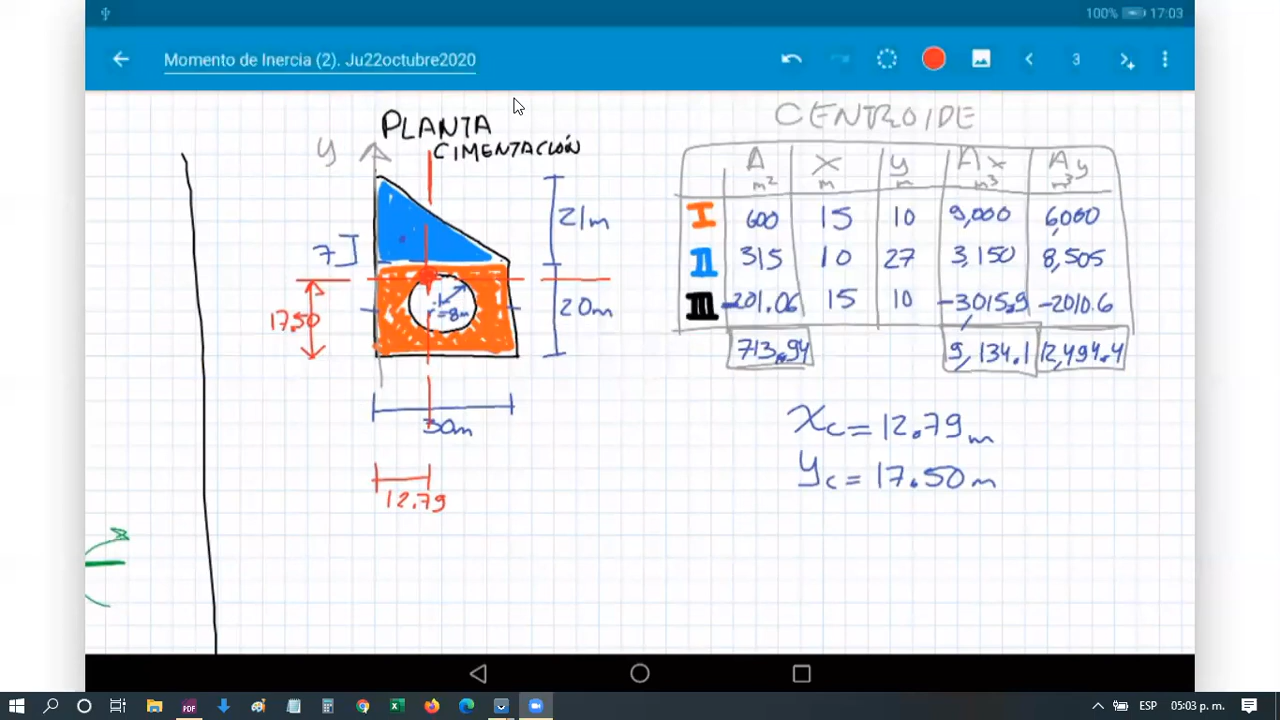 100% 17:03
Momento de Inercia (2). Ju22octubre2020
3
PLANTA
CIMENTACIÓN
y
21m
7
20m
17.50
r=8m
30m
12.79
CENTROIDE
A m² X m y m Ax m³ Ay m³
I 600 15 10 9,000 6,000
II 315 10 27 3,150 8,505
III -201.06 15 10 -3015.9 -2010.6
713.94 9,134.1 12,494.4
Xc = 12.79 m
yc = 17.50 m
ESP 05:03 p. m.